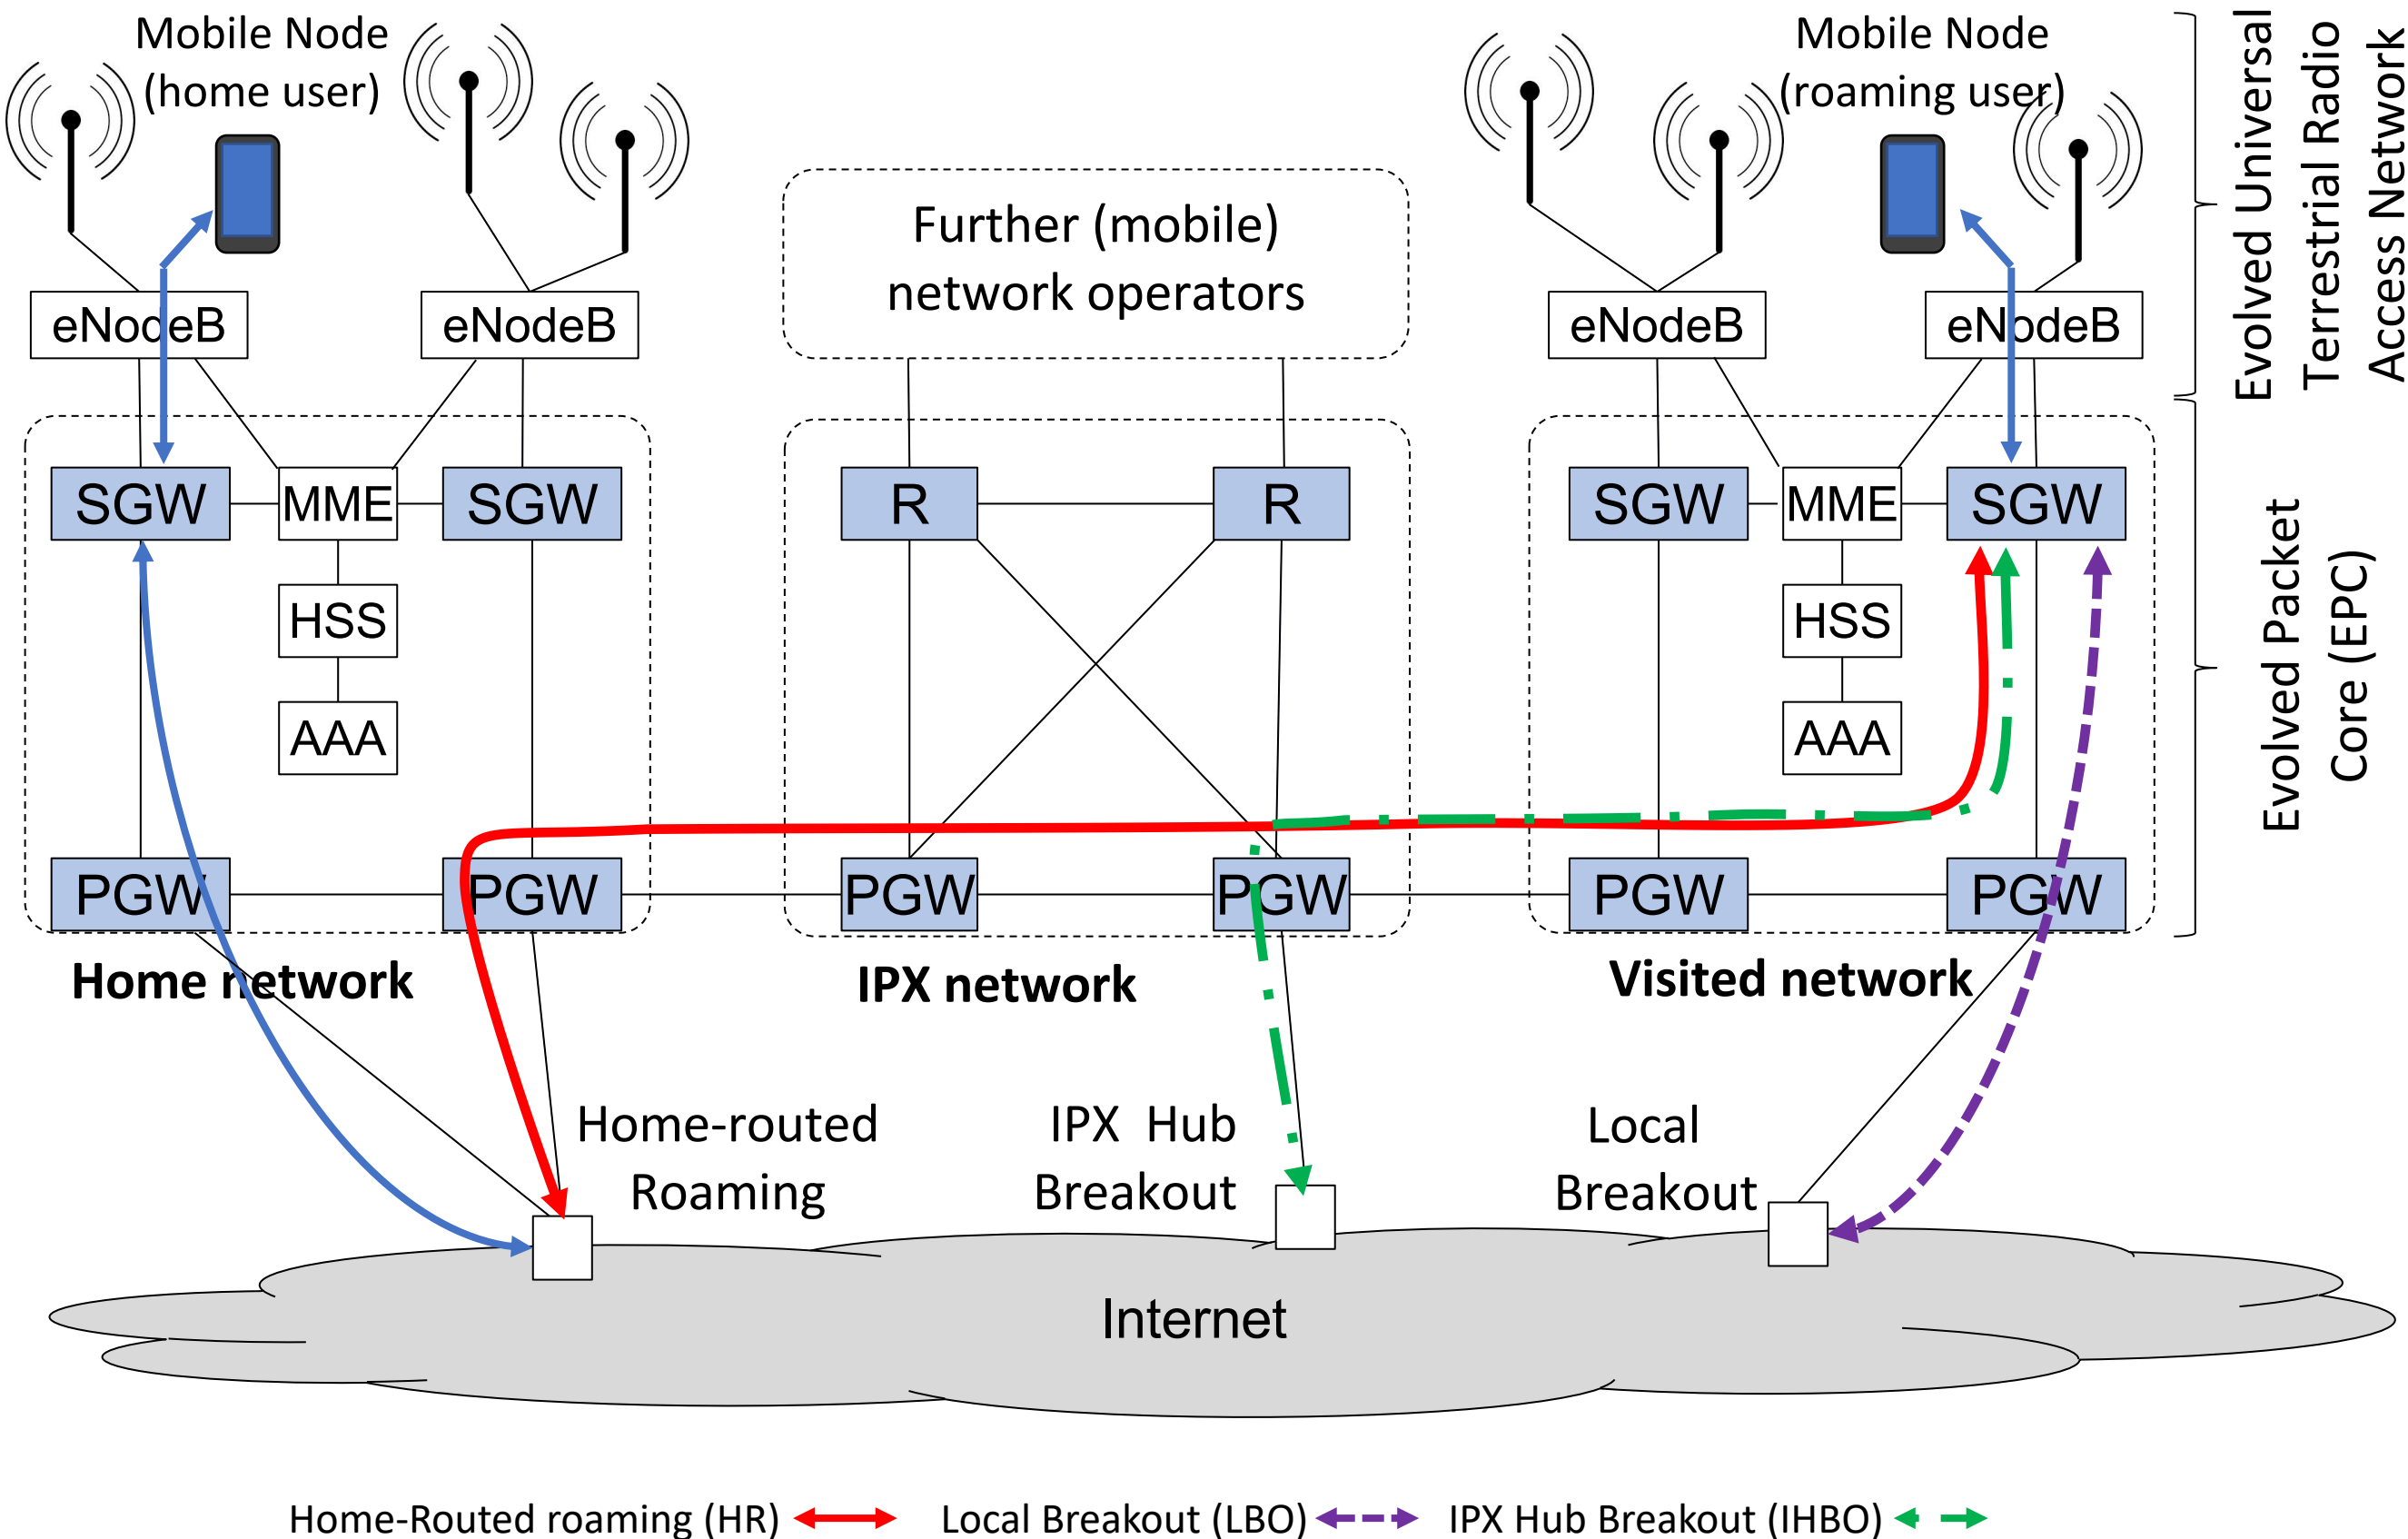 Mobile Node
(home user)
Mobile Node
(roaming user)
Evolved Universal
Terrestrial Radio
Access Network
Further (mobile)
network operators
eNodeB
eNodeB
eNodeB
eNodeB
SGW
MME
SGW
R
R
SGW
MME
SGW
HSS
HSS
AAA
AAA
Evolved Packet
Core (EPC)
PGW
PGW
PGW
PGW
PGW
PGW
Home network
IPX network
Visited network
Home-routed
Roaming
IPX Hub
Breakout
Local
Breakout
Internet
Home-Routed roaming (HR)
Local Breakout (LBO)
IPX Hub Breakout (IHBO)